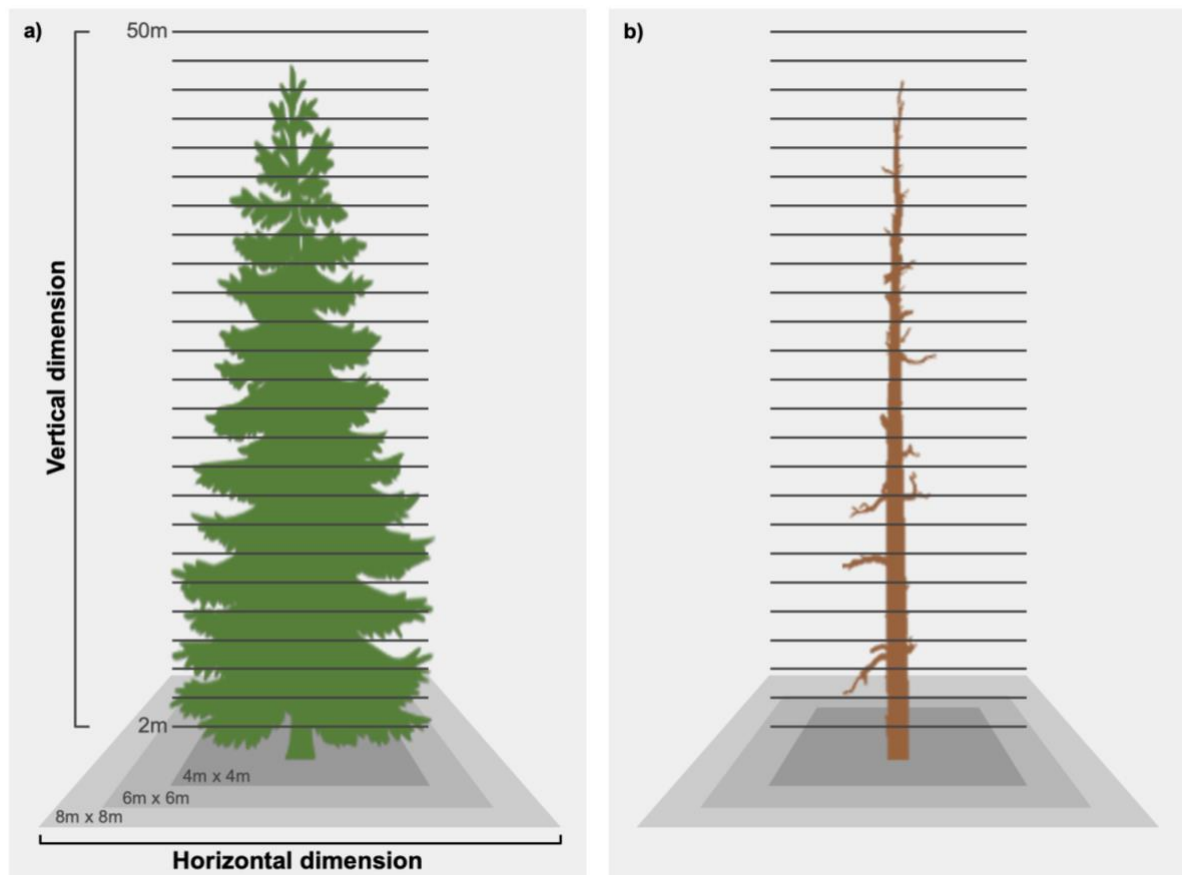 a)
50m
b)
Vertical dimension
2m
4m x 4m
6m x 6m
8m x 8m
Horizontal dimension